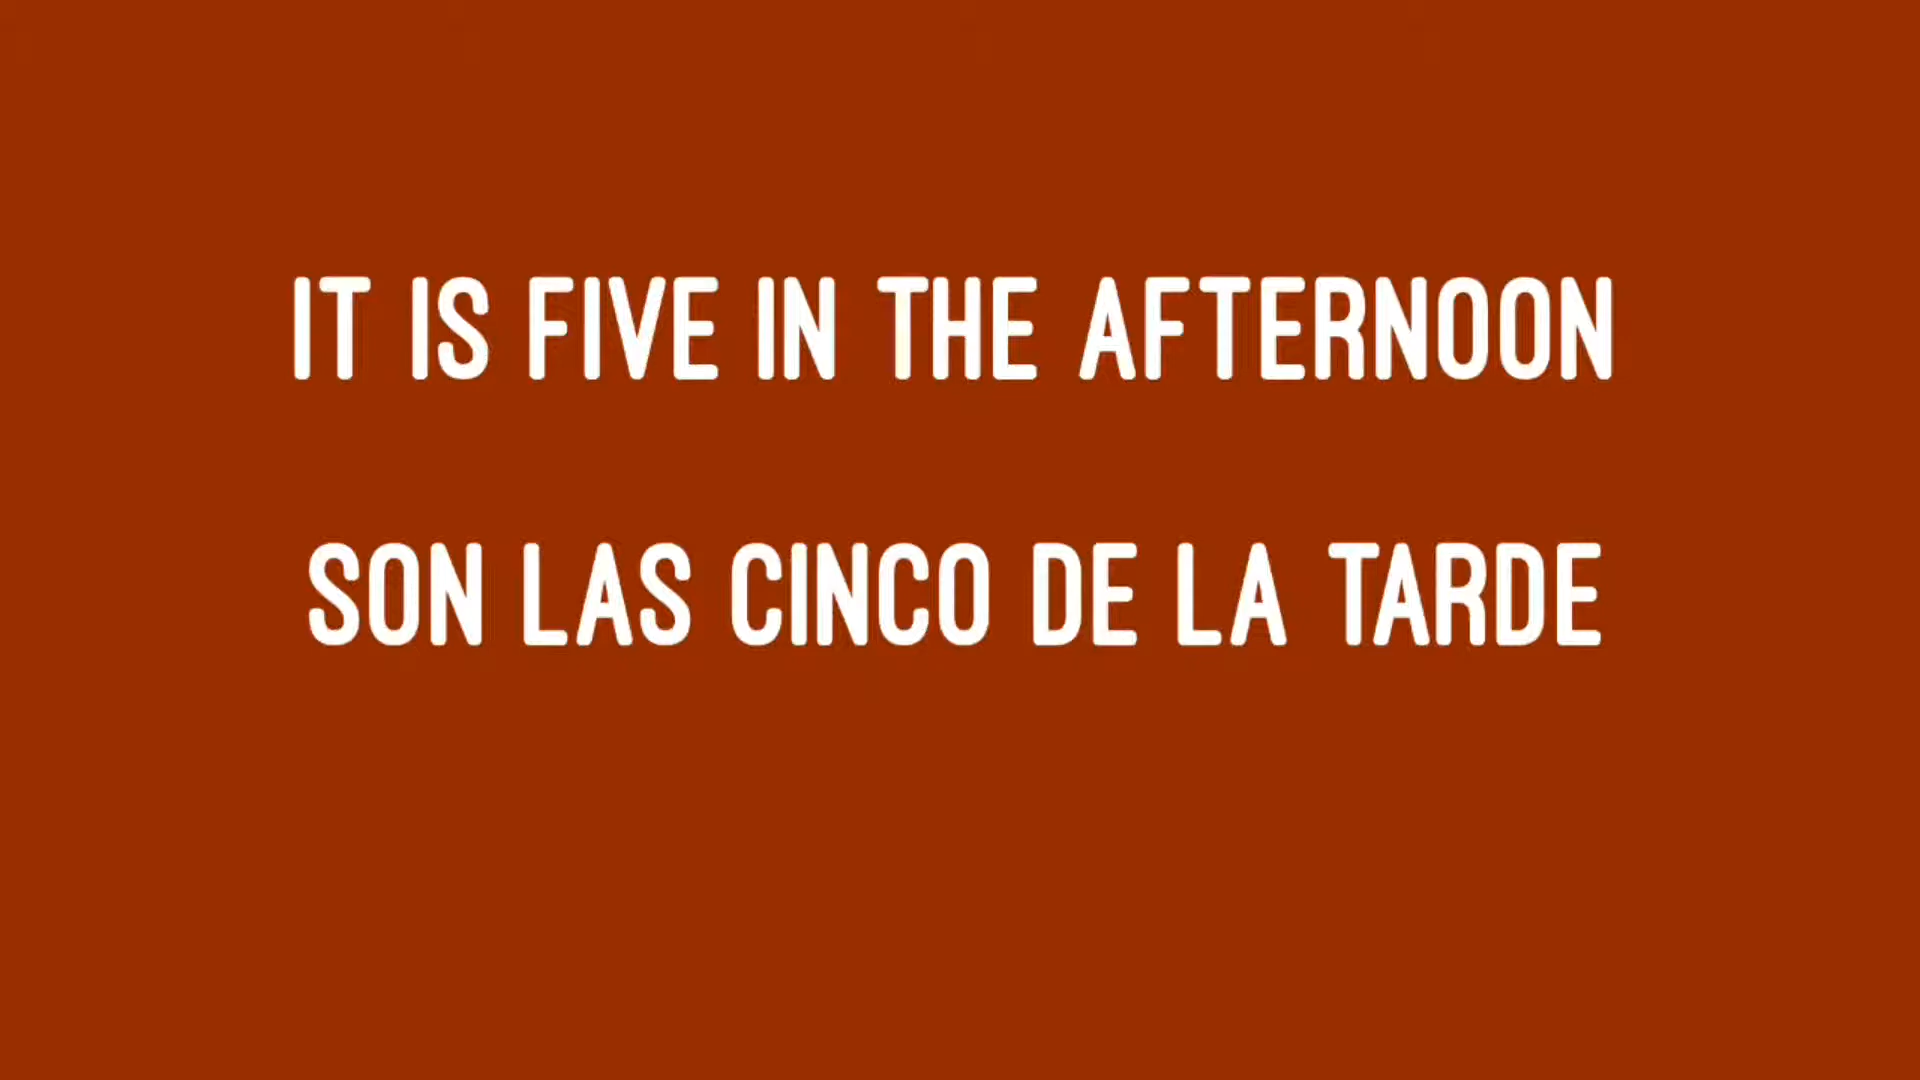 IT IS FIVE IN THE AFTERNOON
SON LAS CINCO DE LA TARDE